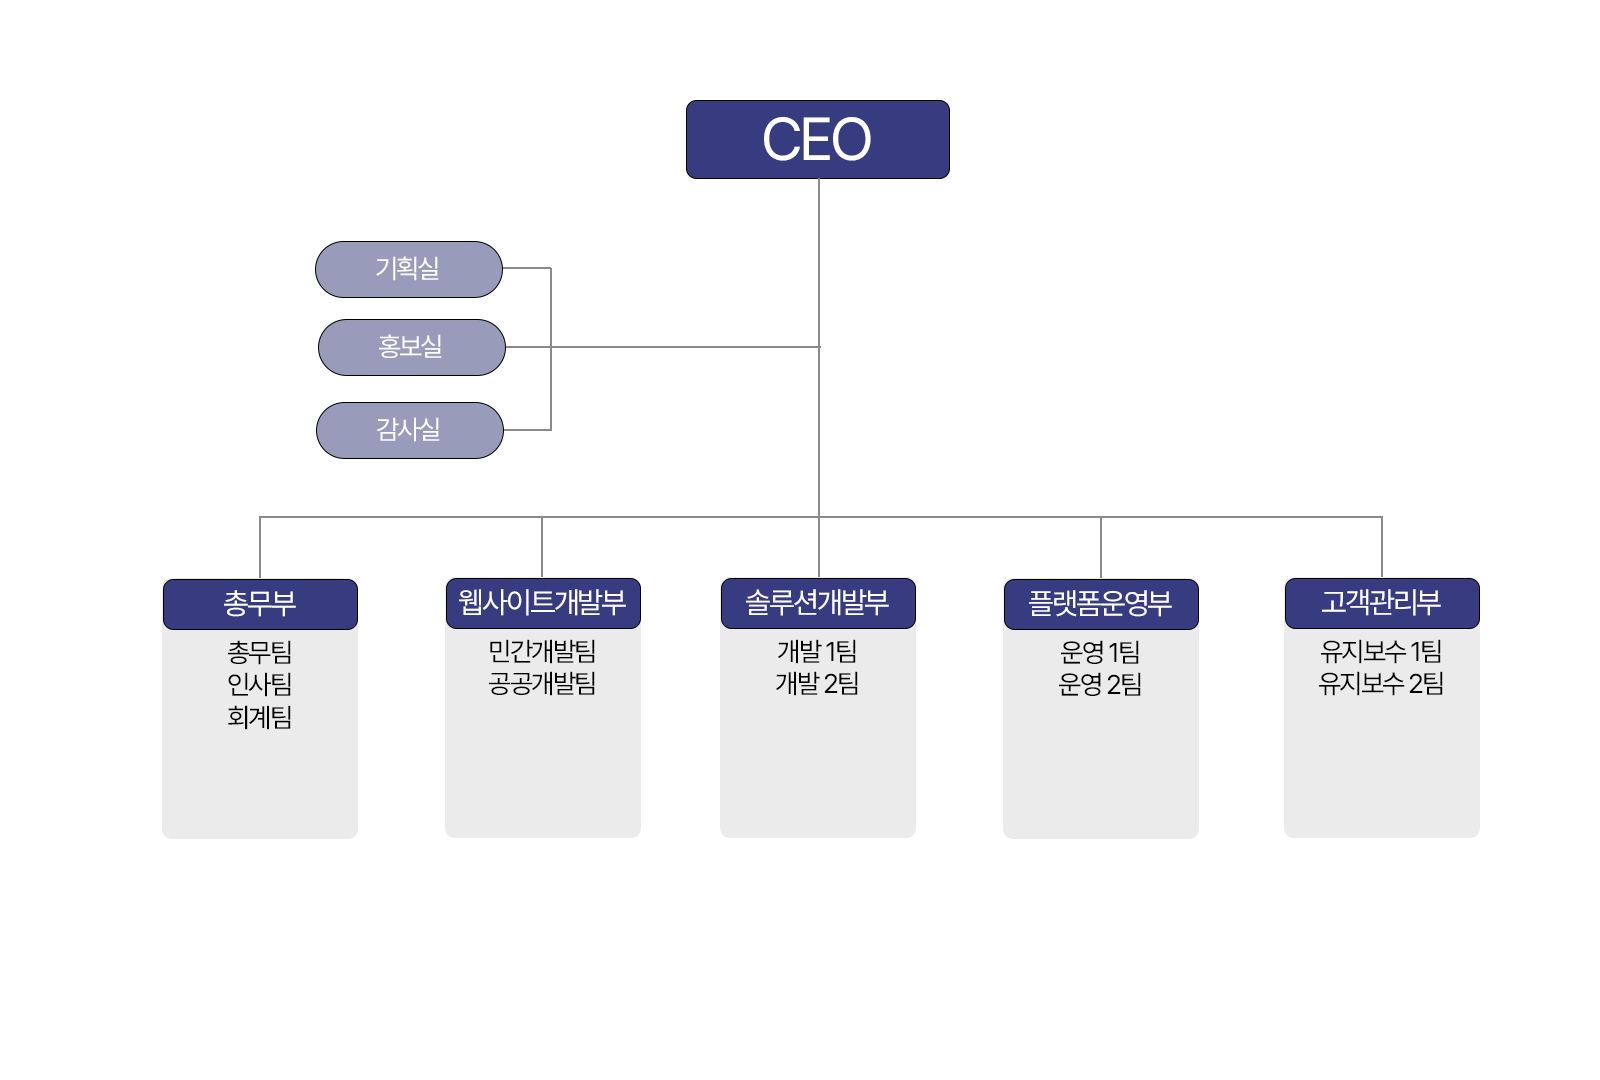 CEO
기획실
홍보실
감사실
총무부
총무팀
인사팀
회계팀
웹사이트개발부
민간개발팀
공공개발팀
솔루션개발부
개발 1팀
개발 2팀
플랫폼운영부
운영 1팀
운영 2팀
고객관리부
유지보수 1팀
유지보수 2팀